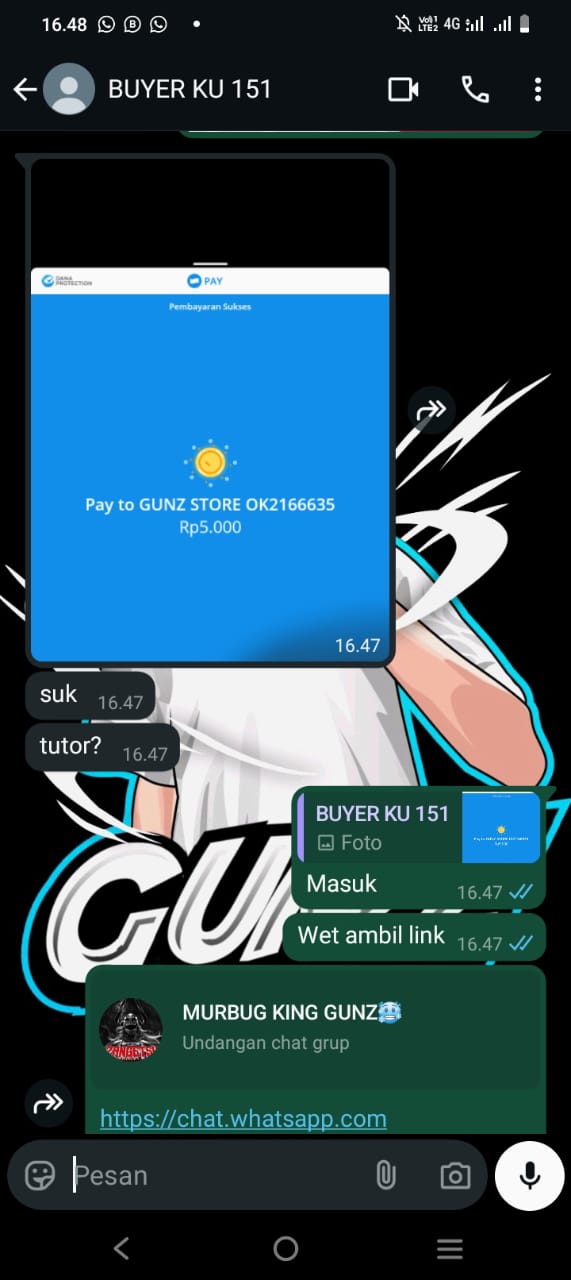 16.48
VoI1
LTE2
4G
BUYER KU 151
DANA
PROTECTION
PAY
Pembayaran Sukses
Pay to GUNZ STORE OK2166635
Rp5.000
16.47
suk 16.47
tutor? 16.47
BUYER KU 151
Foto
Masuk 16.47
Wet ambil link 16.47
GUNZ
MURBUG KING GUNZ🥶
Undangan chat grup
https://chat.whatsapp.com
Pesan